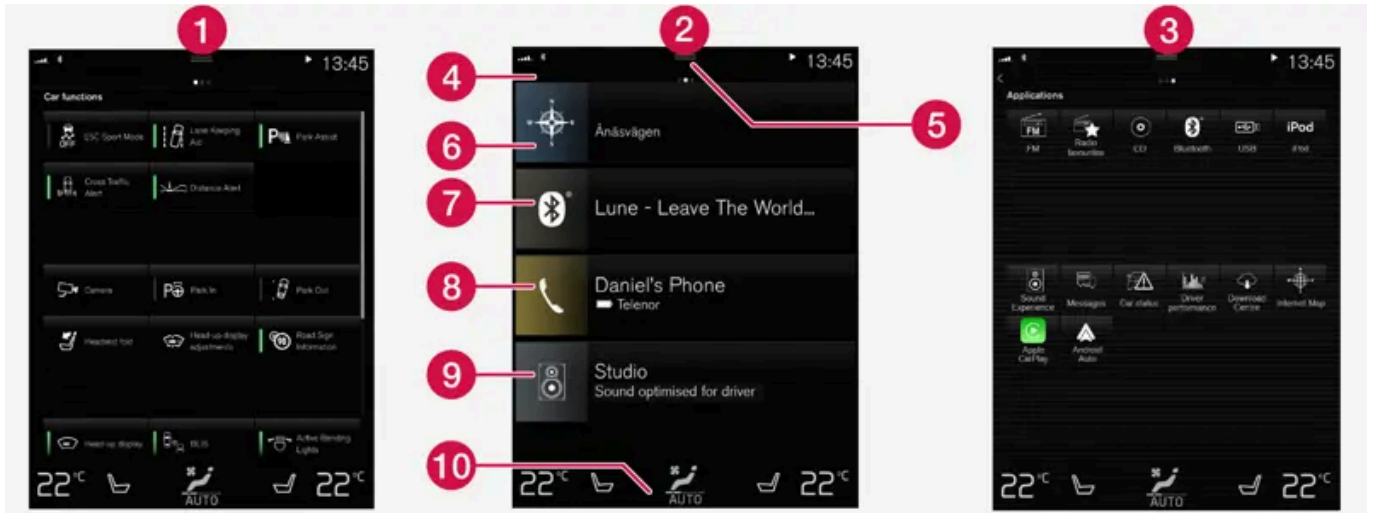 1
2
3
13:45
Car functions
ESC Sport Mode
OFF
Lane Keeping
Aid
Park Assist
Cross Traffic
Alert
Distance Alert
Camera
Park In
Park Out
Headrest fold
Head-up display
adjustments
Road Sign
Information
Head-up display
BLIS
Active Bending
Lights
22°C
AUTO
22°C
4
13:45
5
6
N
Ånäsvägen
7
Lune - Leave The World...
8
Daniel's Phone
Telenor
9
Studio
Sound optimised for driver
10
22°C
AUTO
22°C
13:45
Applications
FM
iPod
FM
Radio
favourites
CD
Bluetooth
USB
iPod
Sound
Experience
Messages
Car status
Driver
performance
Download
Centre
Internet Map
Apple
CarPlay
Android
Auto
22°C
AUTO
22°C